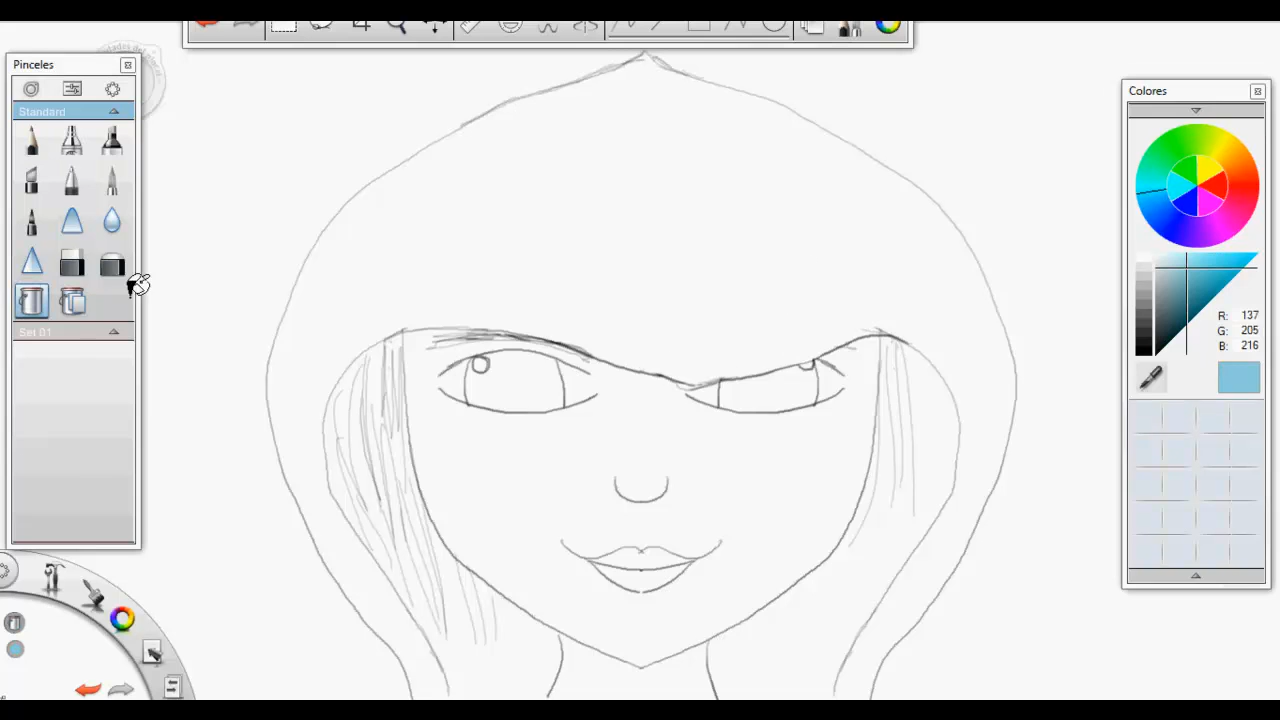 Pinceles
Standard
Set 01
Colores
R: 137
G: 205
B: 216